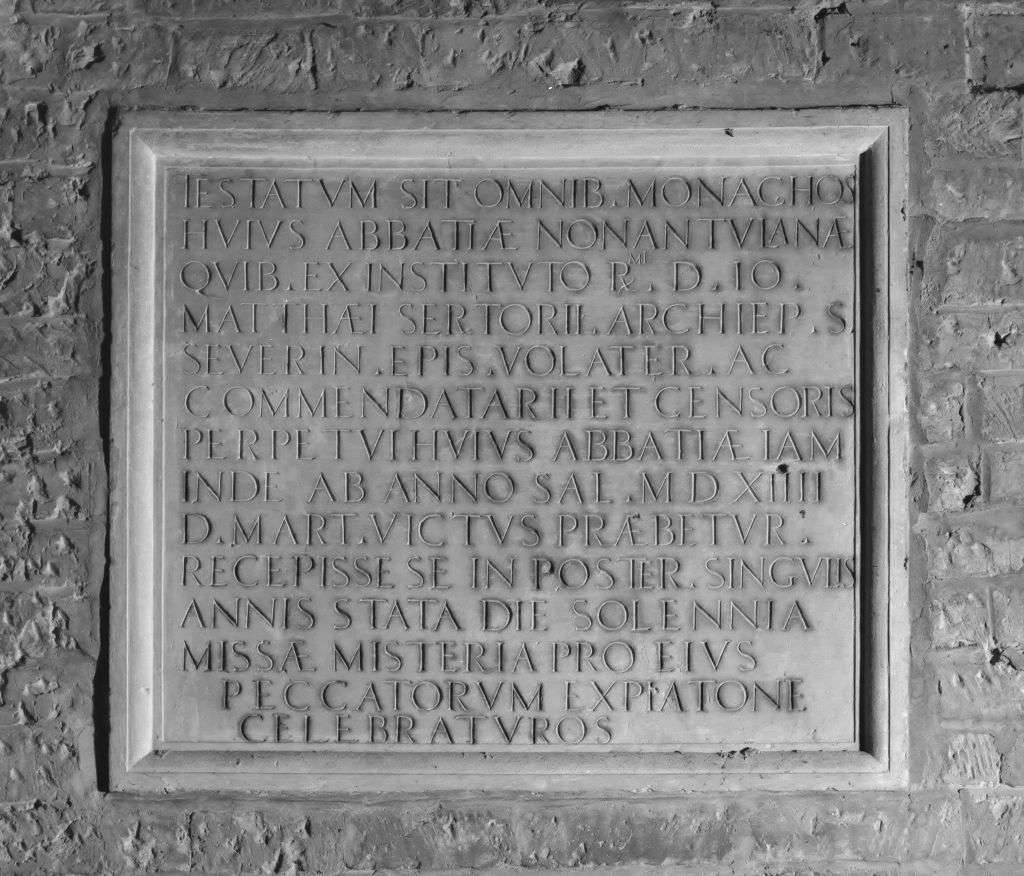 TESTATVM SIT OMNIB. MONACHOS
HVIVS ABBATIÆ NONANTVLANÆ
QVIB. EX INSTITVTO R.MI D. IO.
MATTHÆI SERTORII. ARCHIEP. S.
SEVERIN. EPIS. VOLATER. AC
COMMENDATARII ET CENSORIS
PERPETVI HVIVS ABBATIÆ IAM
INDE AB ANNO SAL. M D XIIII
D. MART. VICTVS PRÆBETVR.
RECEPISSE SE IN POSTER. SINGVLIS
ANNIS STATA DIE SOLENNIA
MISSÆ MISTERIA PRO EIVS
PECCATORVM EXPIATONE
CELEBRATVROS